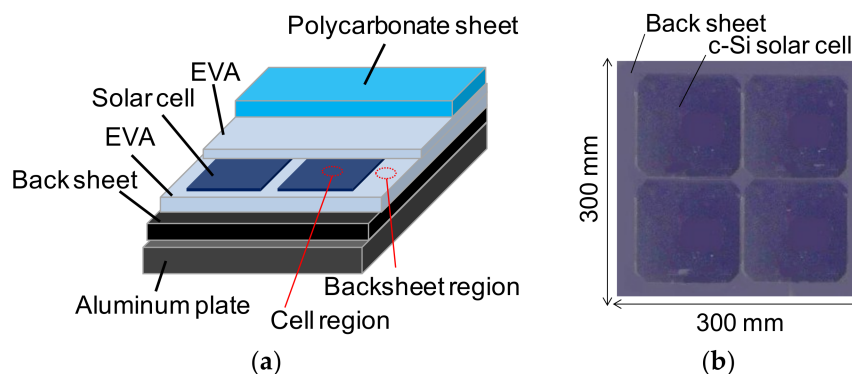 Polycarbonate sheet
EVA
Solar cell
EVA
Back sheet
Aluminum plate
Cell region
Backsheet region
(a)
Back sheet
c-Si solar cell
300 mm
300 mm
(b)